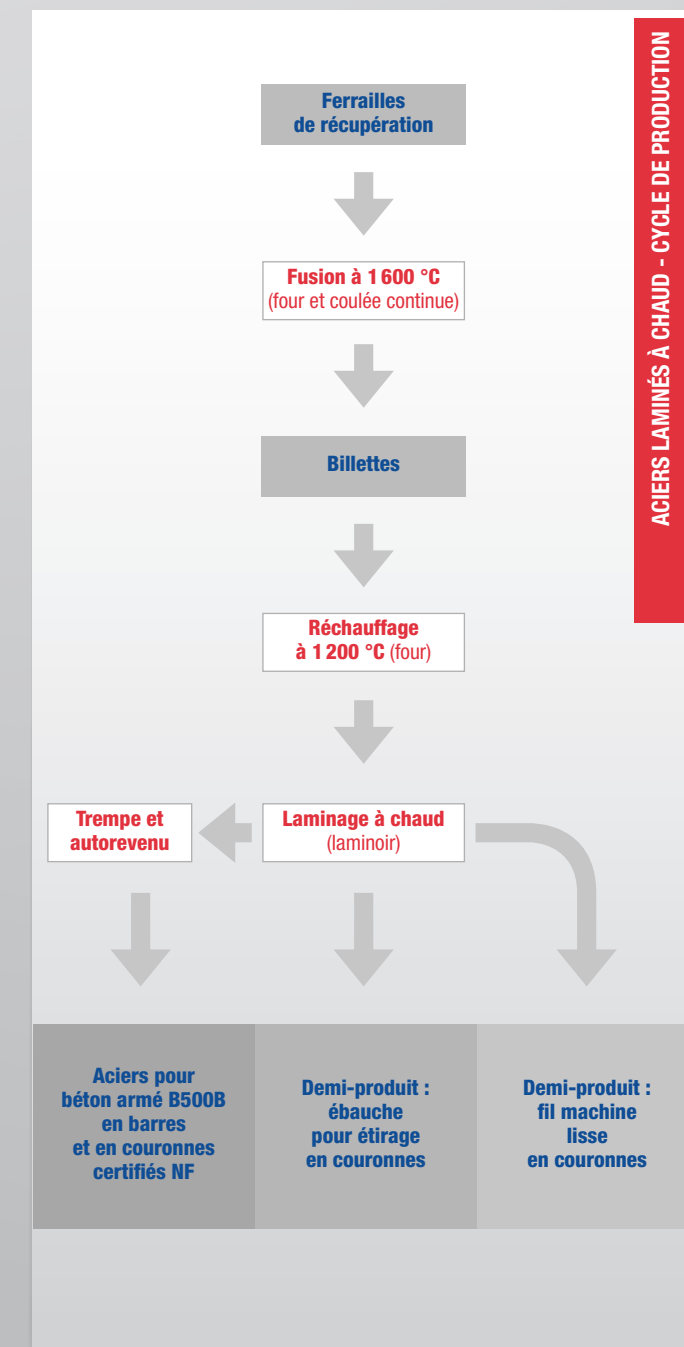 ACIERS LAMINÉS À CHAUD - CYCLE DE PRODUCTION
Ferrailles
de récupération
Fusion à 1 600 °C
(four et coulée continue)
Billettes
Réchauffage
à 1 200 °C (four)
Trempe et
autorevenu
Laminage à chaud
(laminoir)
Aciers pour
béton armé B500B
en barres
et en couronnes
certifiés NF
Demi-produit :
ébauche
pour étirage
en couronnes
Demi-produit :
fil machine
lisse
en couronnes